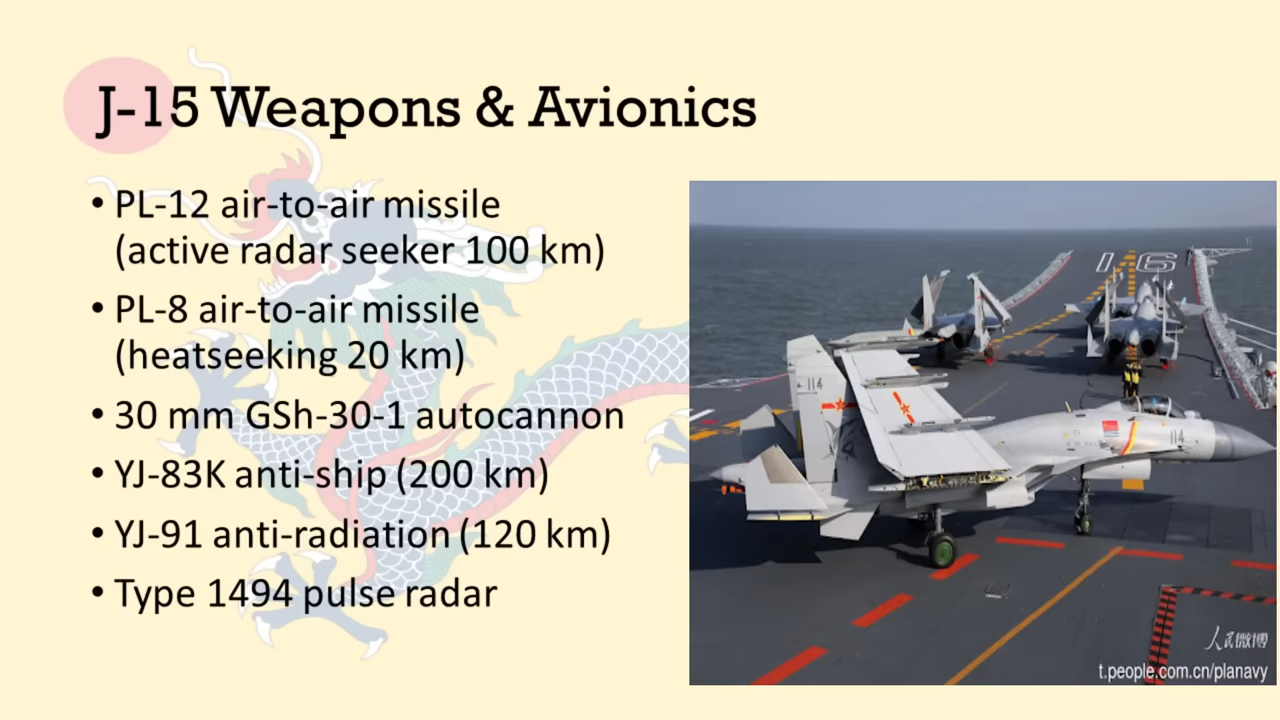 J-15 Weapons & Avionics
• PL-12 air-to-air missile
(active radar seeker 100 km)
• PL-8 air-to-air missile
(heatseeking 20 km)
• 30 mm GSh-30-1 autocannon
• YJ-83K anti-ship (200 km)
• YJ-91 anti-radiation (120 km)
• Type 1494 pulse radar
16
114
114
人民微博
t.people.com.cn/planavy